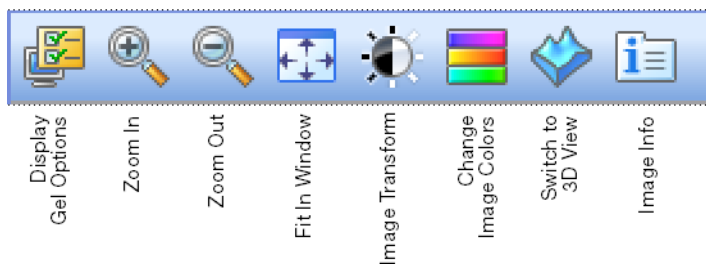 Display
Gel Options
Zoom In
Zoom Out
Fit In Window
Image Transform
Change
Image Colors
Switch to
3D View
Image Info